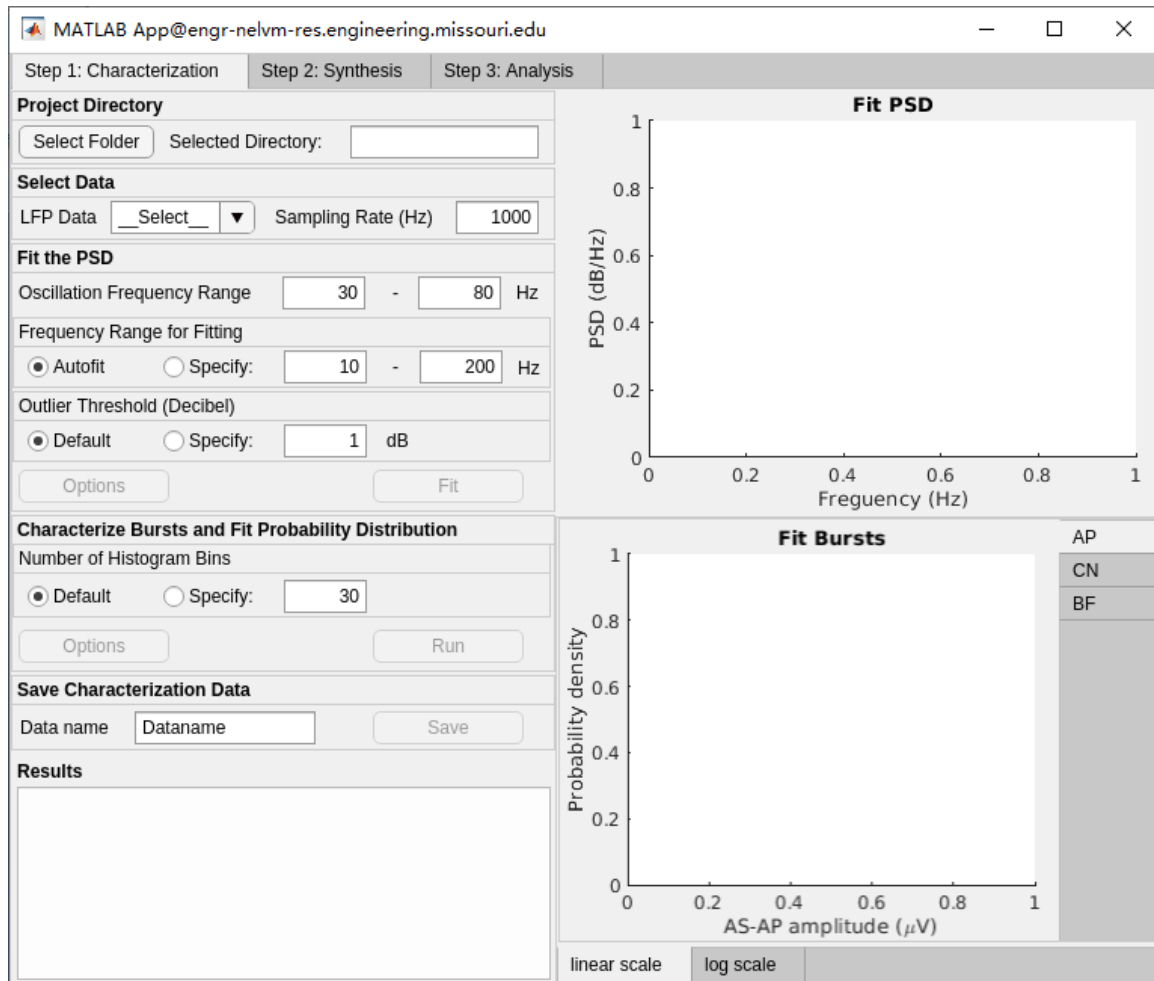 MATLAB App@engr-nelvm-res.engineering.missouri.edu
Step 1: Characterization
Step 2: Synthesis
Step 3: Analysis
Project Directory
Select Folder
Selected Directory:
Select Data
LFP Data
__Select__
Sampling Rate (Hz)
1000
Fit the PSD
Oscillation Frequency Range
30 - 80 Hz
Frequency Range for Fitting
Autofit
Specify:
10 - 200 Hz
Outlier Threshold (Decibel)
Default
Specify:
1 dB
Options
Fit
Characterize Bursts and Fit Probability Distribution
Number of Histogram Bins
Default
Specify:
30
Options
Run
Save Characterization Data
Data name
Dataname
Save
Results
Fit PSD
1
0.8
0.6
0.4
0.2
0
PSD (dB/Hz)
0 0.2 0.4 0.6 0.8 1
Freguency (Hz)
Fit Bursts
1
0.8
0.6
0.4
0.2
0
Probability density
0 0.2 0.4 0.6 0.8 1
AS-AP amplitude (μV)
AP
CN
BF
linear scale
log scale